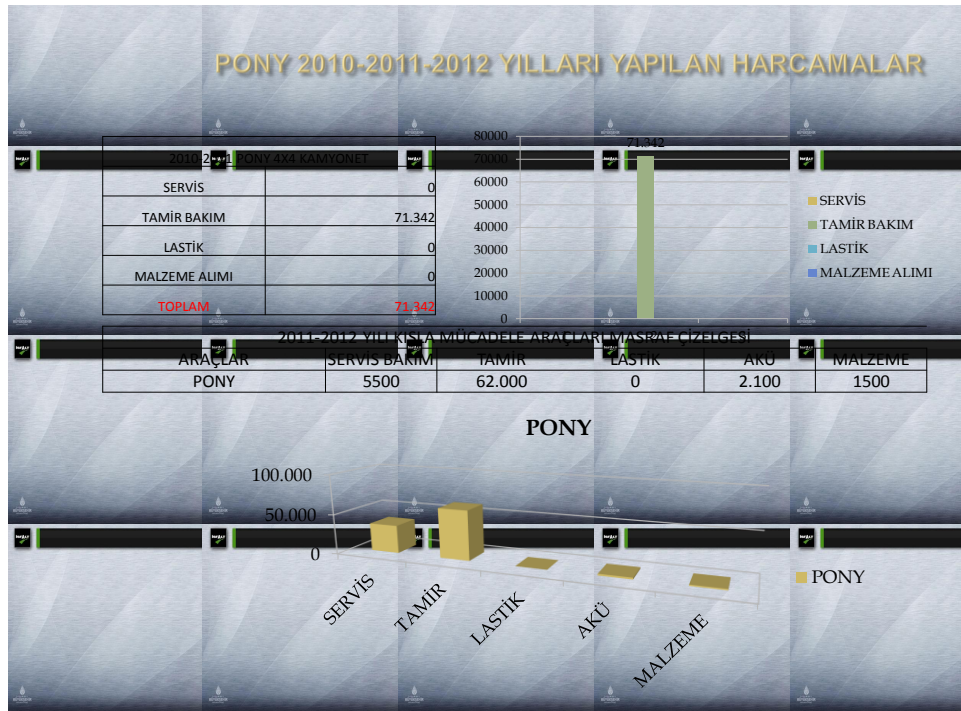 PONY 2010-2011-2012 YILLARI YAPILAN HARCAMALAR
2010-2011 PONY 4X4 KAMYONET
SERVİS 0
TAMİR BAKIM 71.342
LASTİK 0
MALZEME ALIMI 0
TOPLAM 71.342
80000
70000
60000
50000
40000
30000
20000
10000
0
71.342
SERVİS
TAMİR BAKIM
LASTİK
MALZEME ALIMI
2011-2012 YILI KIŞLA MÜCADELE ARAÇLARI MASRAF ÇİZELGESİ
ARAÇLAR SERVİS BAKIM TAMİR LASTİK AKÜ MALZEME
PONY 5500 62.000 0 2.100 1500
PONY
100.000
50.000
0
SERVİS
TAMİR
LASTİK
AKÜ
MALZEME
PONY